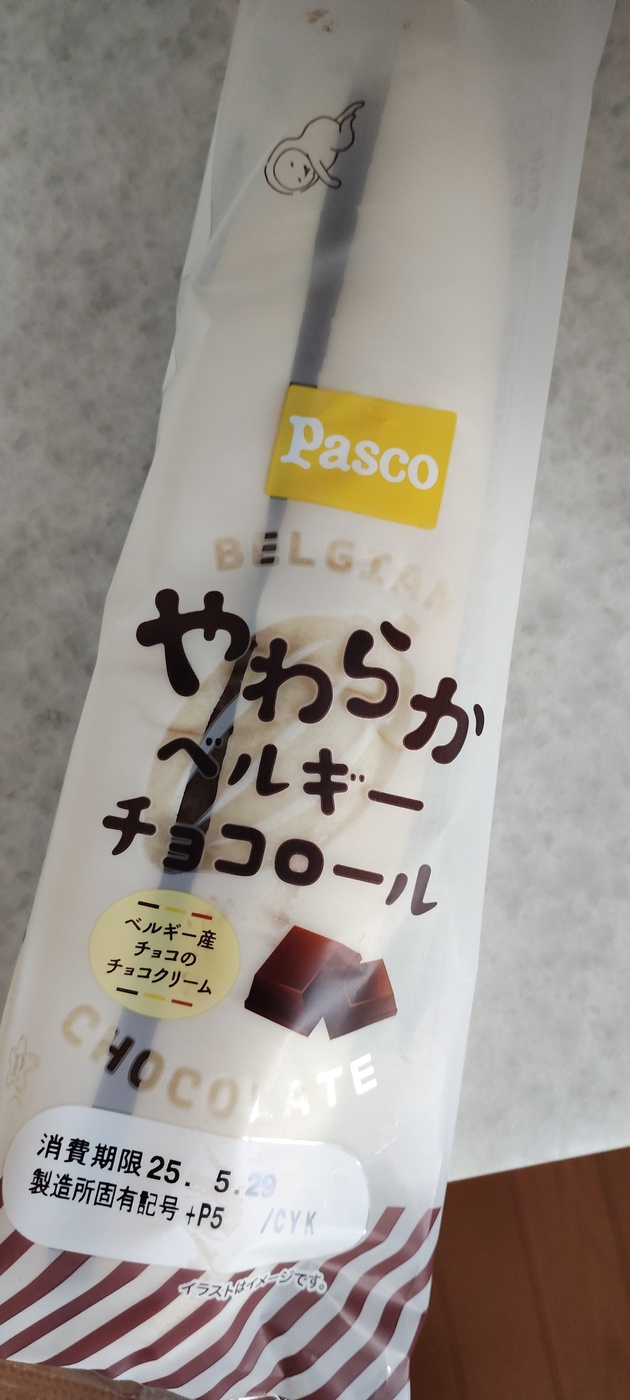 Pasco
BELGIAN
やわらか
ベルギー
チョコロール
ベルギー産
チョコの
チョコクリーム
CHOCOLATE
消費期限 25. 5.29
製造所固有記号 +P5 /CYK
イラストはイメージです。